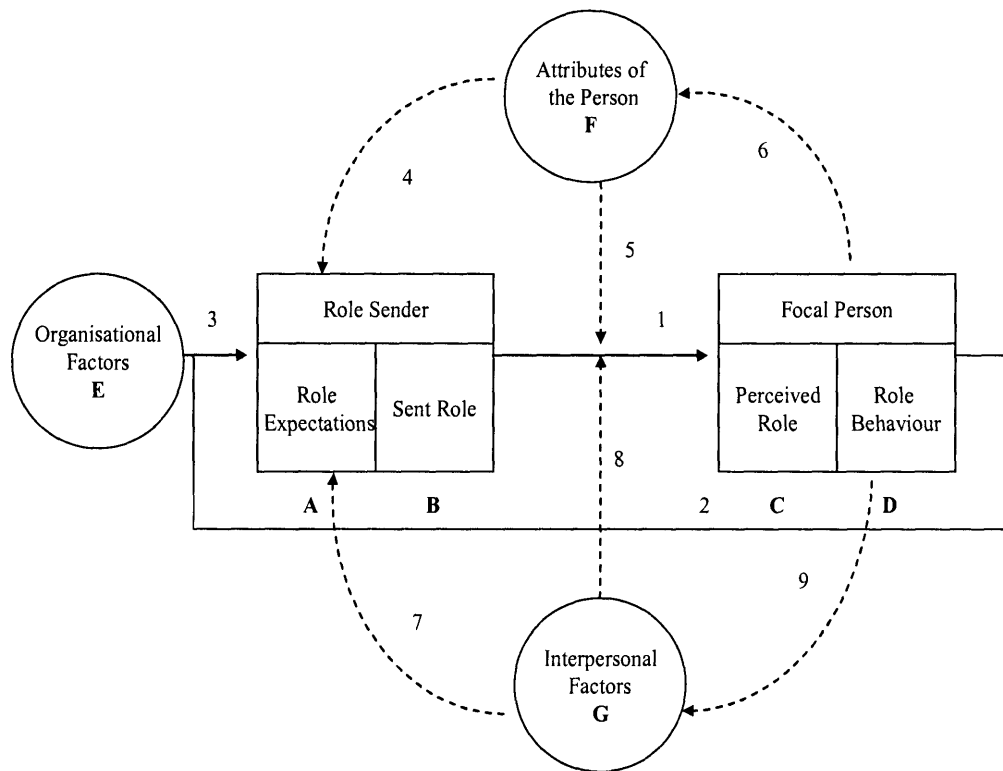 Attributes of
the Person
F
4
6
5
Organisational
Factors
E
3
Role Sender
1
Focal Person
Role
Expectations
Sent Role
Perceived
Role
Role
Behaviour
8
A
B
2
C
D
7
9
Interpersonal
Factors
G